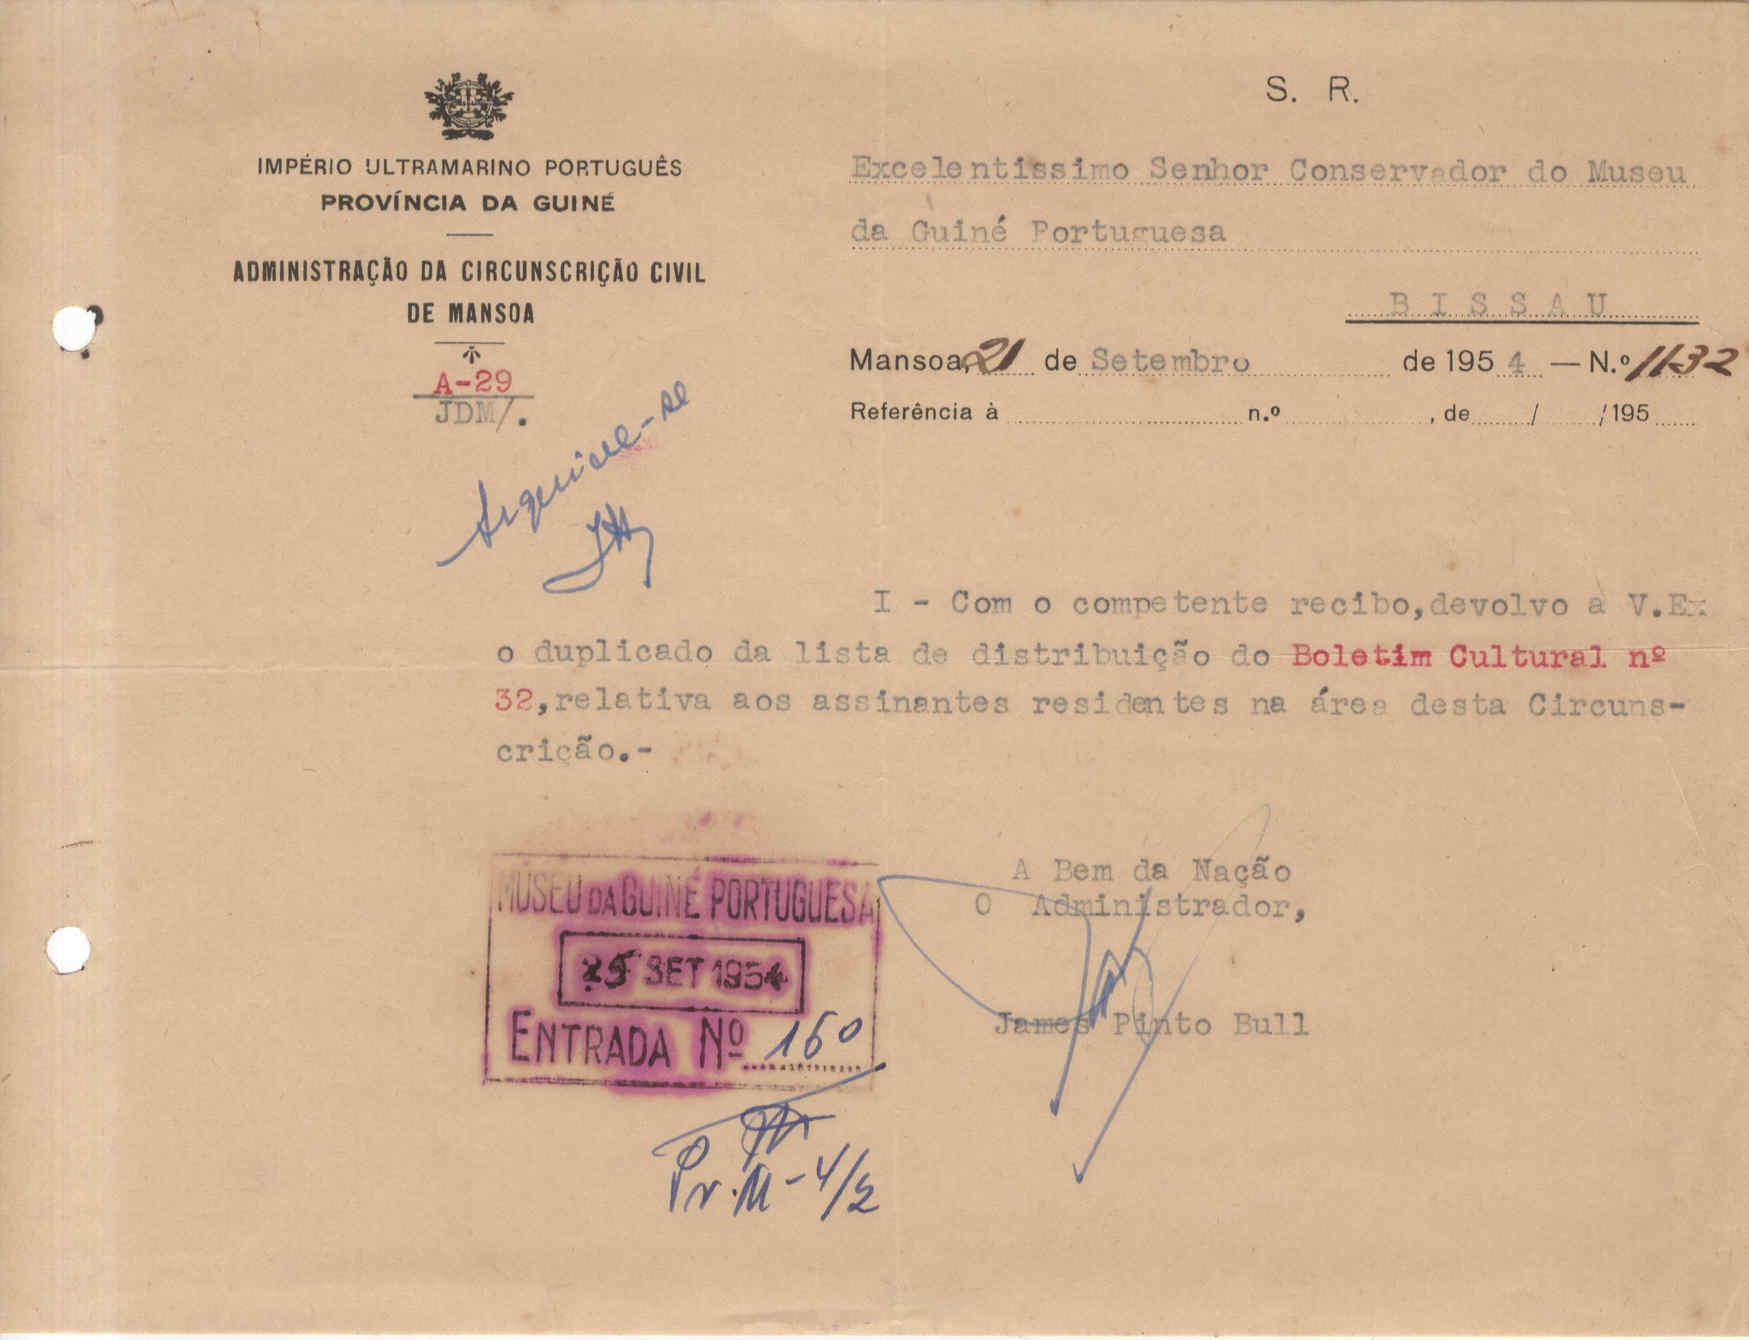 S. R.
IMPÉRIO ULTRAMARINO PORTUGUÊS
PROVÍNCIA DA GUINÉ
ADMINISTRAÇÃO DA CIRCUNSCRIÇÃO CIVIL
DE MANSOA
A-29
JDM/.
Arquive-se
Excelentissimo Senhor Conservador do Museu
da Guiné Portuguesa
BISSAU
Mansoa, 21 de Setembro de 1954 — N.º 1132
Referência à n.º , de / /195
I - Com o competente recibo,devolvo a V.Ex
o duplicado da lista de distribuição do Boletim Cultural nº
32,relativa aos assinantes residentes na área desta Circuns-
crição.-
A Bem da Nação
O Administrador,
James Pinto Bull
MUSEU DA GUINÉ PORTUGUESA
25 SET 1954
ENTRADA Nº 160
Pr. M-4/2